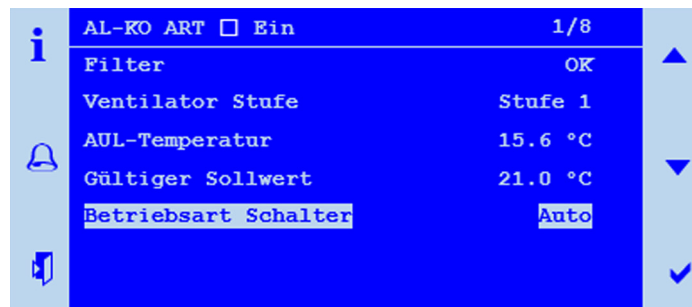 AL-KO ART □ Ein 1/8
Filter OK
Ventilator Stufe Stufe 1
AUL-Temperatur 15.6 °C
Gültiger Sollwert 21.0 °C
Betriebsart Schalter Auto